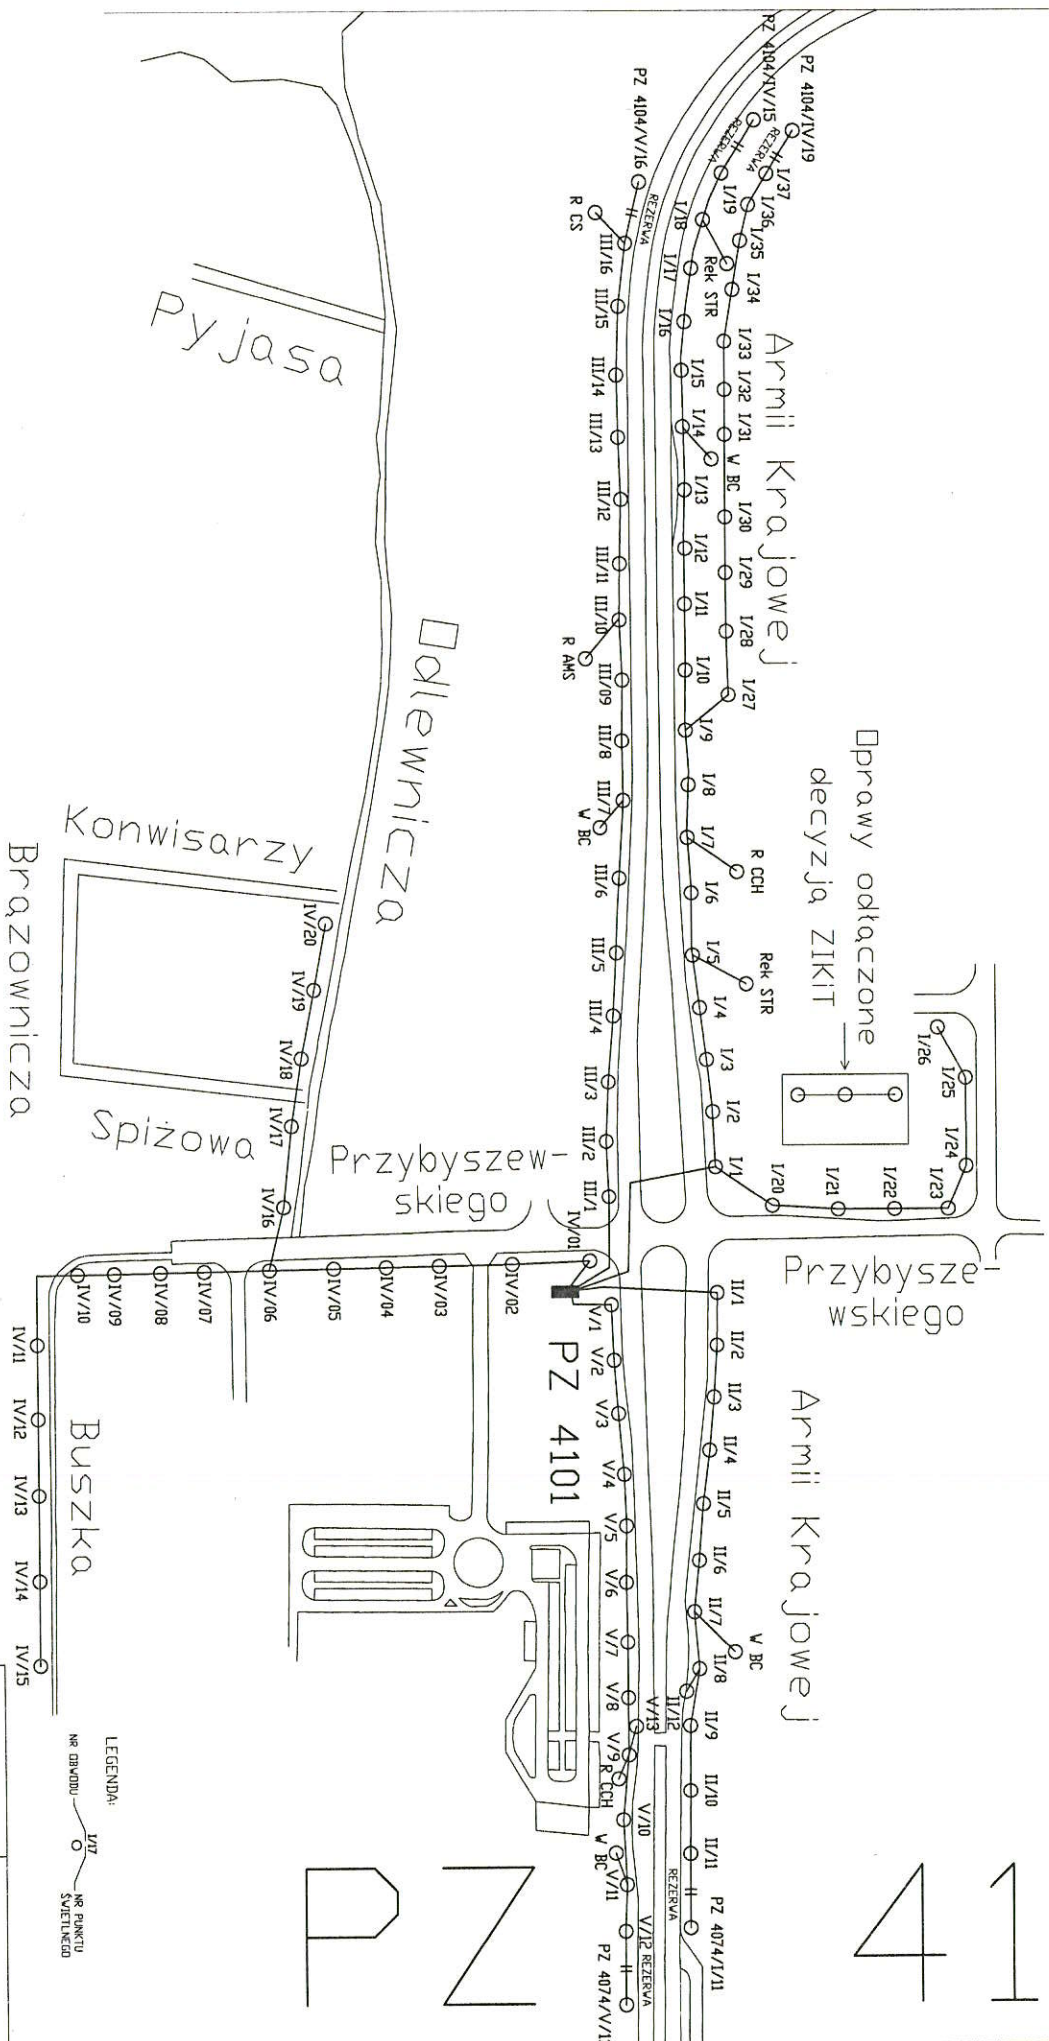 PZ 41
Armii Krajowej
Armii Krajowej
Oprawy odłączone
decyzja ZIKiT
Przybysze-
wskiego
Przybyszew-
skiego
Odlewnicza
Pyjasa
Konwisarzy
Spiżowa
Brązownicza
Buszka
PZ 4101
PZ 4104/IV/19
REZERWA
I/37
I/36
I/35
I/34
I/33
I/32
I/31
I/30
I/29
I/28
I/27
PZ 4104/IV/15
REZERWA
I/19
I/18
Rek STR
I/17
I/16
I/15
I/14
W BC
I/13
I/12
I/11
I/10
I/9
I/8
I/7
R CCH
I/6
I/5
Rek STR
I/4
I/3
I/2
I/1
I/20
I/21
I/22
I/23
I/24
I/25
I/26
PZ 4104/V/16
REZERWA
R CS
III/16
III/15
III/14
III/13
III/12
III/11
III/10
R AMS
III/09
III/8
III/7
W BC
III/6
III/5
III/4
III/3
III/2
III/1
II/1
II/2
II/3
II/4
II/5
II/6
II/7
W BC
II/8
II/12
II/9
II/10
II/11
REZERWA
PZ 4074/I/11
V/1
V/2
V/3
V/4
V/5
V/6
V/7
V/8
V/13
V/9
R CCH
V/10
W BC
V/11
V/12
REZERWA
IV/01
IV/02
IV/03
IV/04
IV/05
IV/06
IV/07
IV/08
IV/09
IV/10
IV/11
IV/12
IV/13
IV/14
IV/15
IV/16
IV/17
IV/18
IV/19
IV/20
LEGENDA:
I/17
NR OBWODU
NR PUNKTU
ŚWIETLNEGO